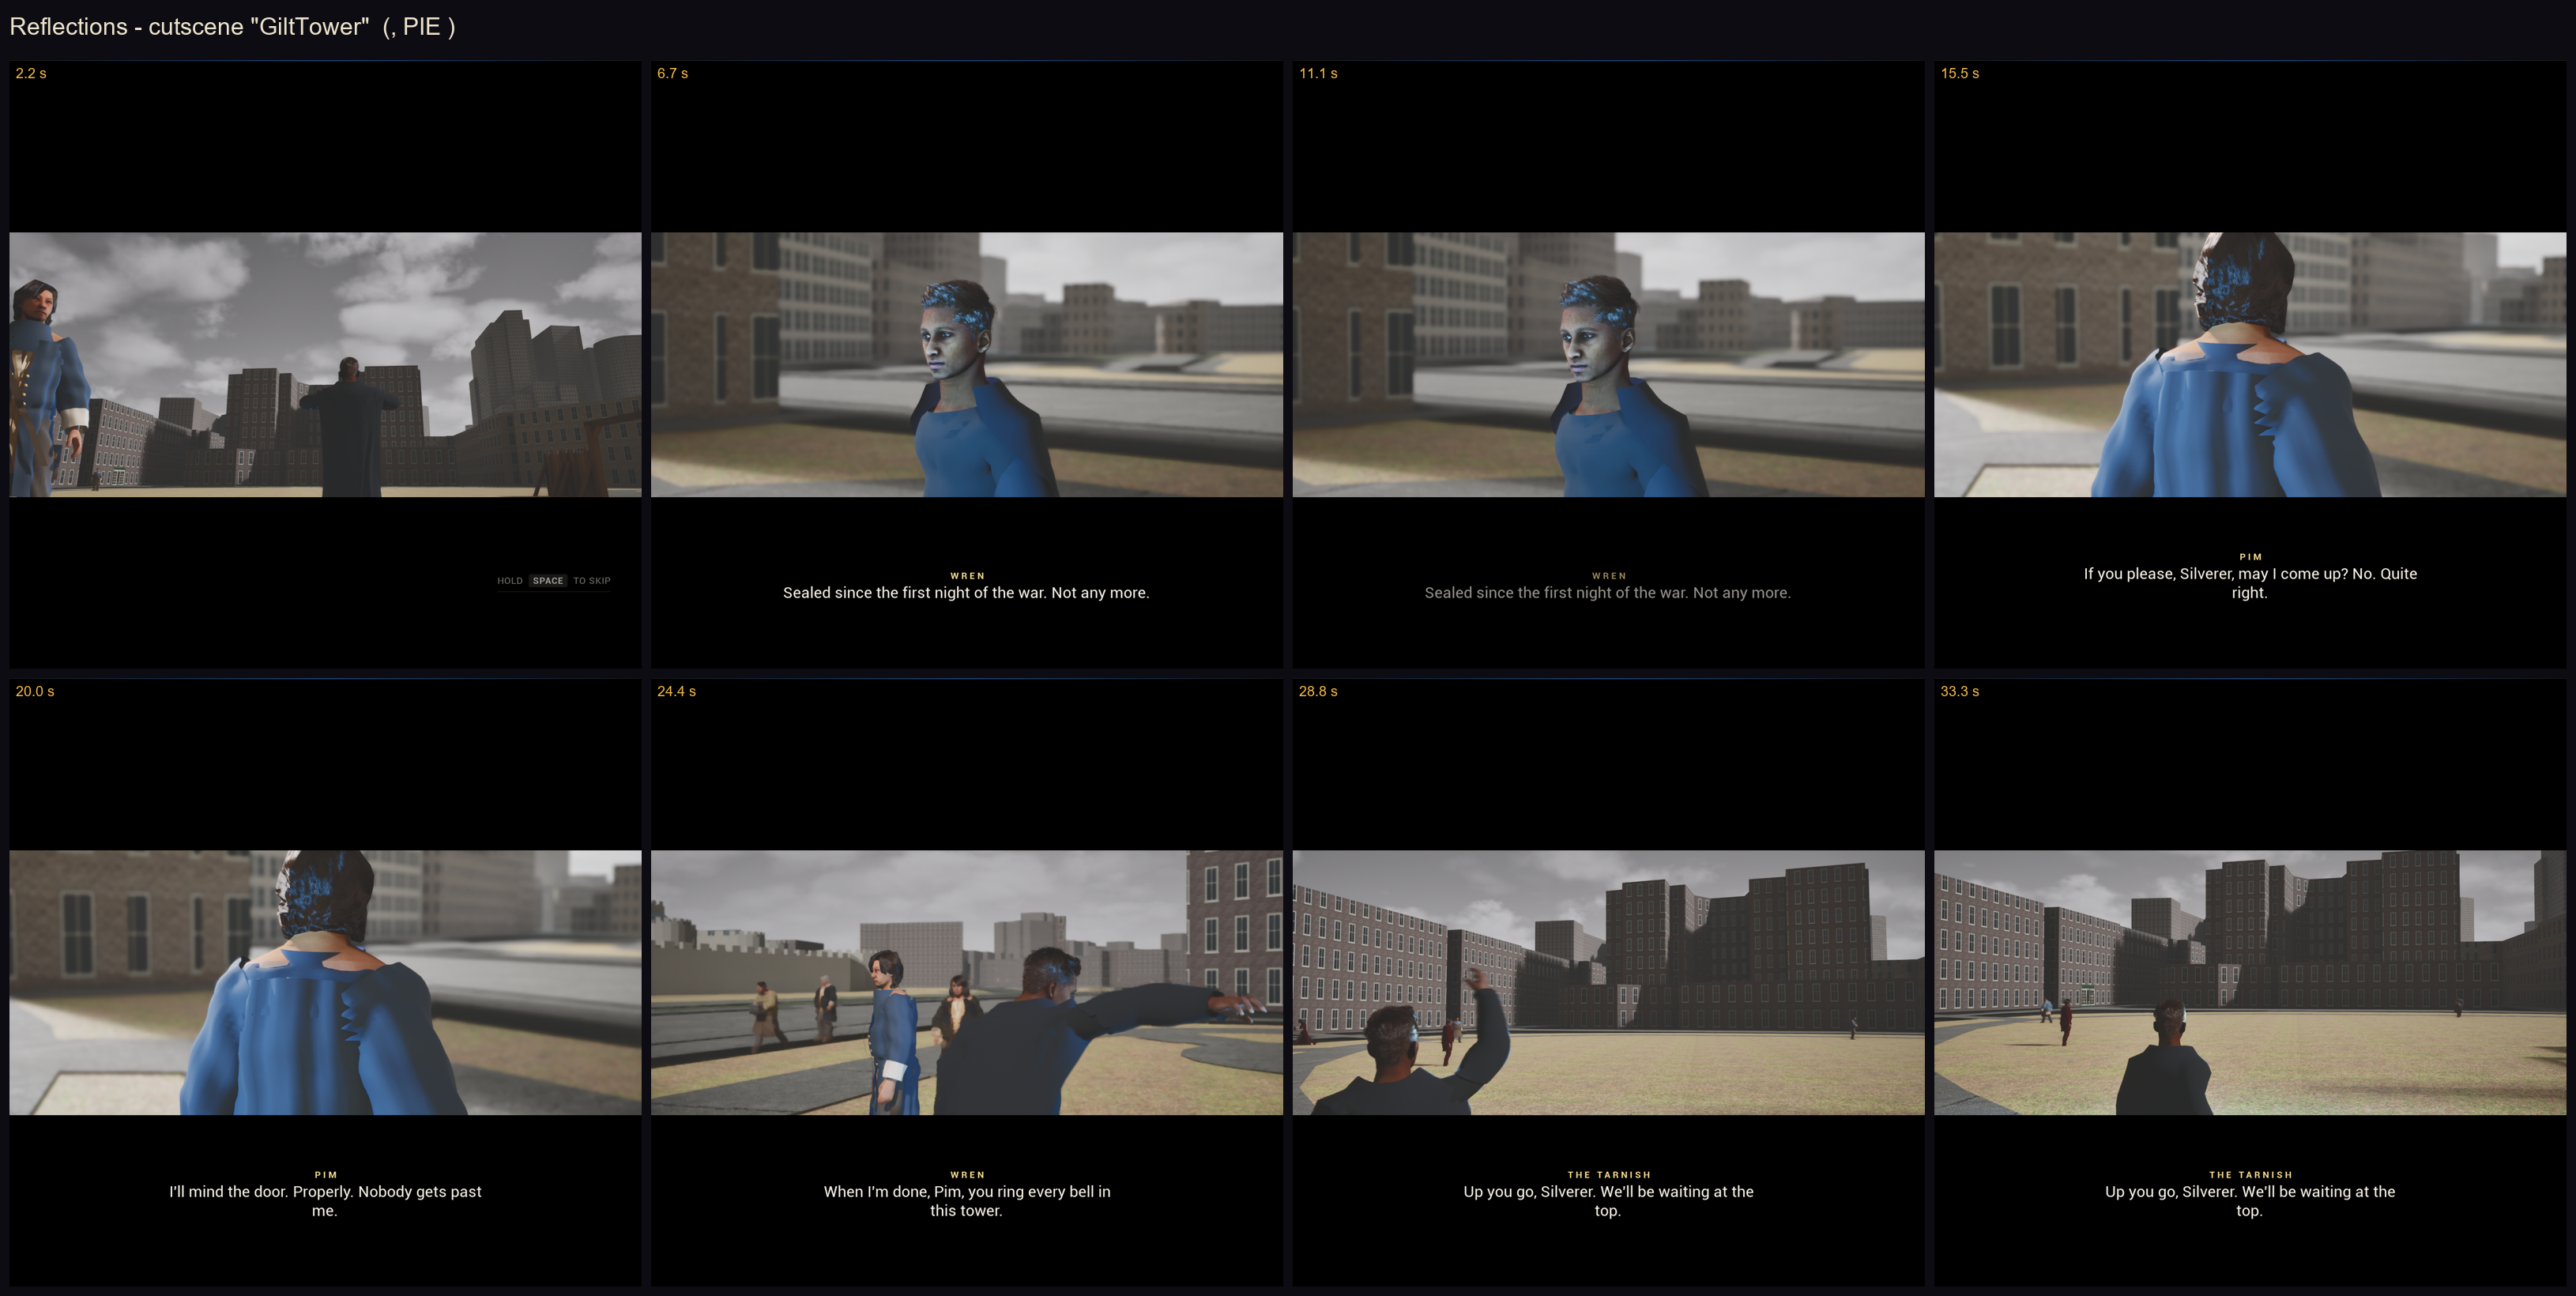 Reflections - cutscene "GiltTower" (, PIE )
2.2 s
HOLD SPACE TO SKIP
6.7 s
WREN
Sealed since the first night of the war. Not any more.
11.1 s
WREN
Sealed since the first night of the war. Not any more.
15.5 s
PIM
If you please, Silverer, may I come up? No. Quite
right.
20.0 s
PIM
I'll mind the door. Properly. Nobody gets past
me.
24.4 s
WREN
When I'm done, Pim, you ring every bell in
this tower.
28.8 s
THE TARNISH
Up you go, Silverer. We'll be waiting at the
top.
33.3 s
THE TARNISH
Up you go, Silverer. We'll be waiting at the
top.